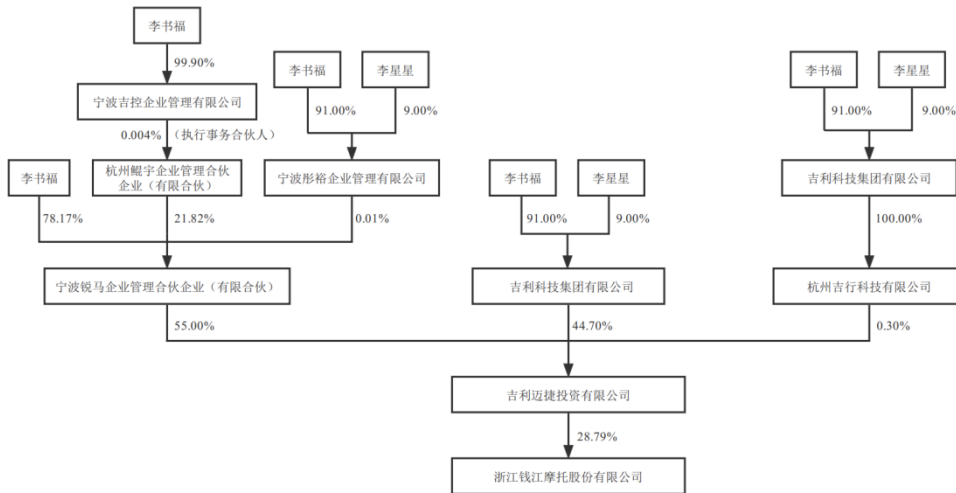 李书福
99.90%
李书福
李星星
李书福
李星星
宁波吉控企业管理有限公司
91.00%
9.00%
91.00%
9.00%
0.004%（执行事务合伙人）
李书福
杭州鲲宇企业管理合伙
企业（有限合伙）
宁波彤裕企业管理有限公司
李书福
李星星
吉利科技集团有限公司
78.17%
21.82%
0.01%
91.00%
9.00%
100.00%
宁波锐马企业管理合伙企业（有限合伙）
吉利科技集团有限公司
杭州吉行科技有限公司
55.00%
44.70%
0.30%
吉利迈捷投资有限公司
28.79%
浙江钱江摩托股份有限公司